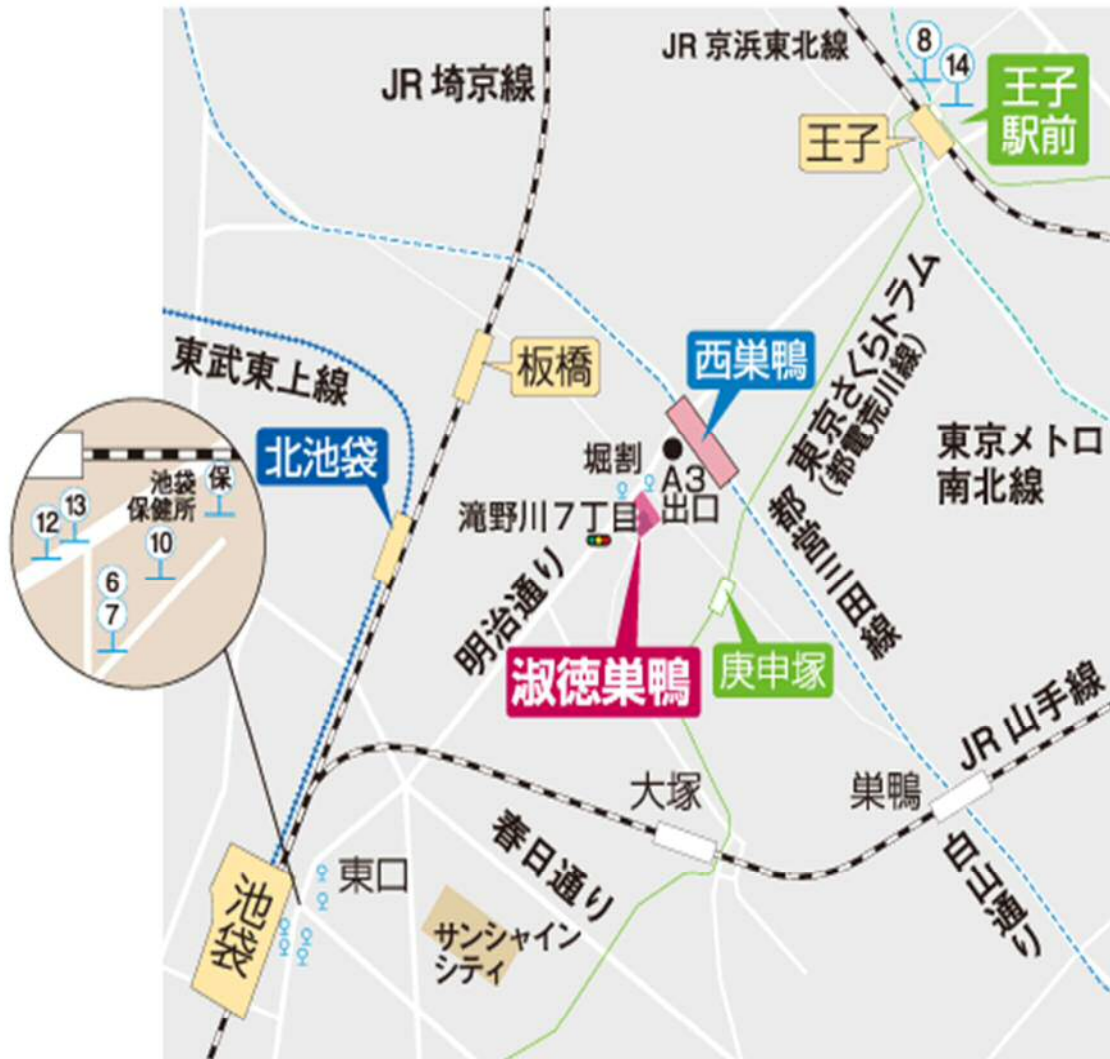 JR 埼京線
JR 京浜東北線
8
14
王子
駅前
王子
東武東上線
板橋
西巣鴨
東京さくらトラム
(都電荒川線)
東京メトロ
南北線
北池袋
堀割
A3
出口
滝野川7丁目
都営三田線
明治通り
淑徳巣鴨
庚申塚
池袋
保健所
保
12
13
10
6
7
JR 山手線
大塚
巣鴨
春日通り
白山通り
東口
池袋
サンシャイン
シティ